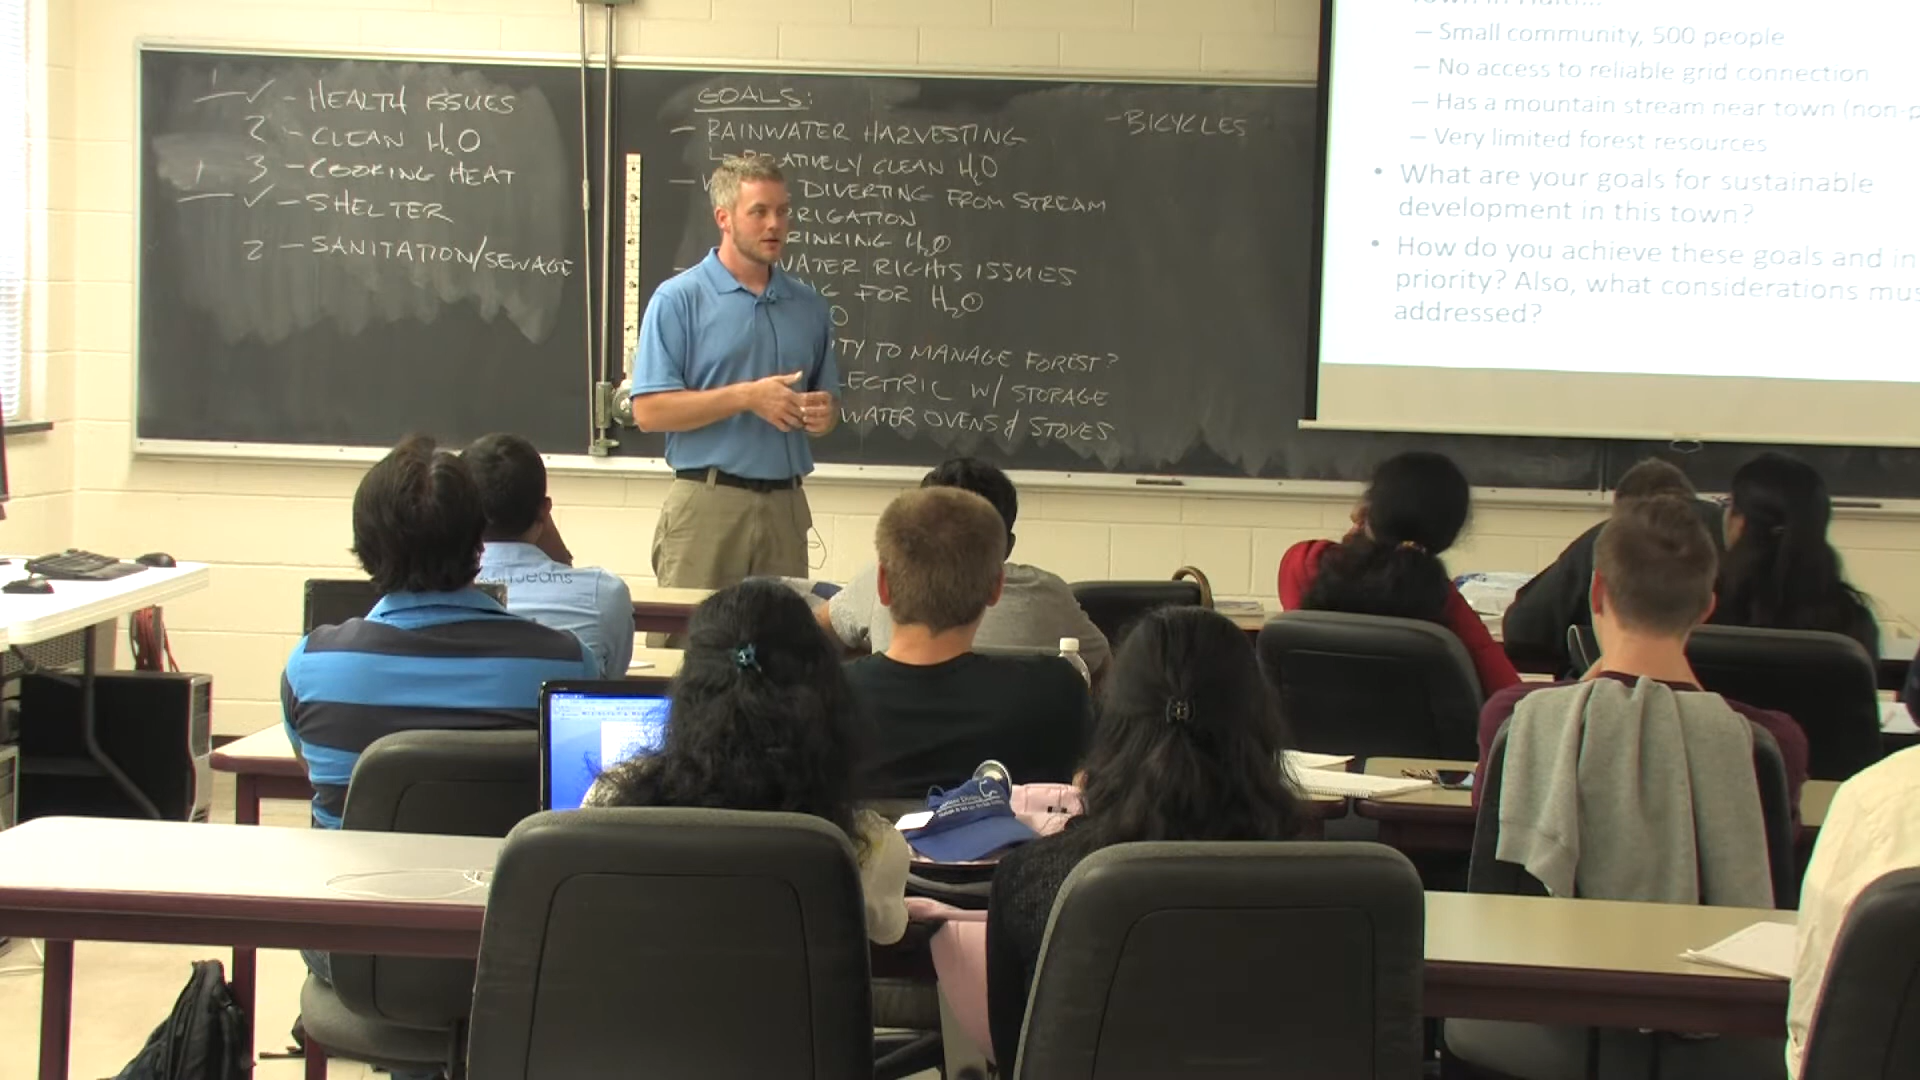 1 ✓ - HEALTH ISSUES
2 - CLEAN H2O
1 3 - COOKING HEAT
✓ - SHELTER
2 - SANITATION/SEWAGE
GOALS:
- RAINWATER HARVESTING
RELATIVELY CLEAN H2O
DIVERTING FROM STREAM
IRRIGATION
DRINKING H2O
WATER RIGHTS ISSUES
FOR H2O
TO MANAGE FOREST?
W/ STORAGE
WATER OVENS & STOVES
- BICYCLES
– Small community, 500 people
– No access to reliable grid connection
– Has a mountain stream near town (non-p
– Very limited forest resources
• What are your goals for sustainable
development in this town?
• How do you achieve these goals and in
priority? Also, what considerations mus
addressed?